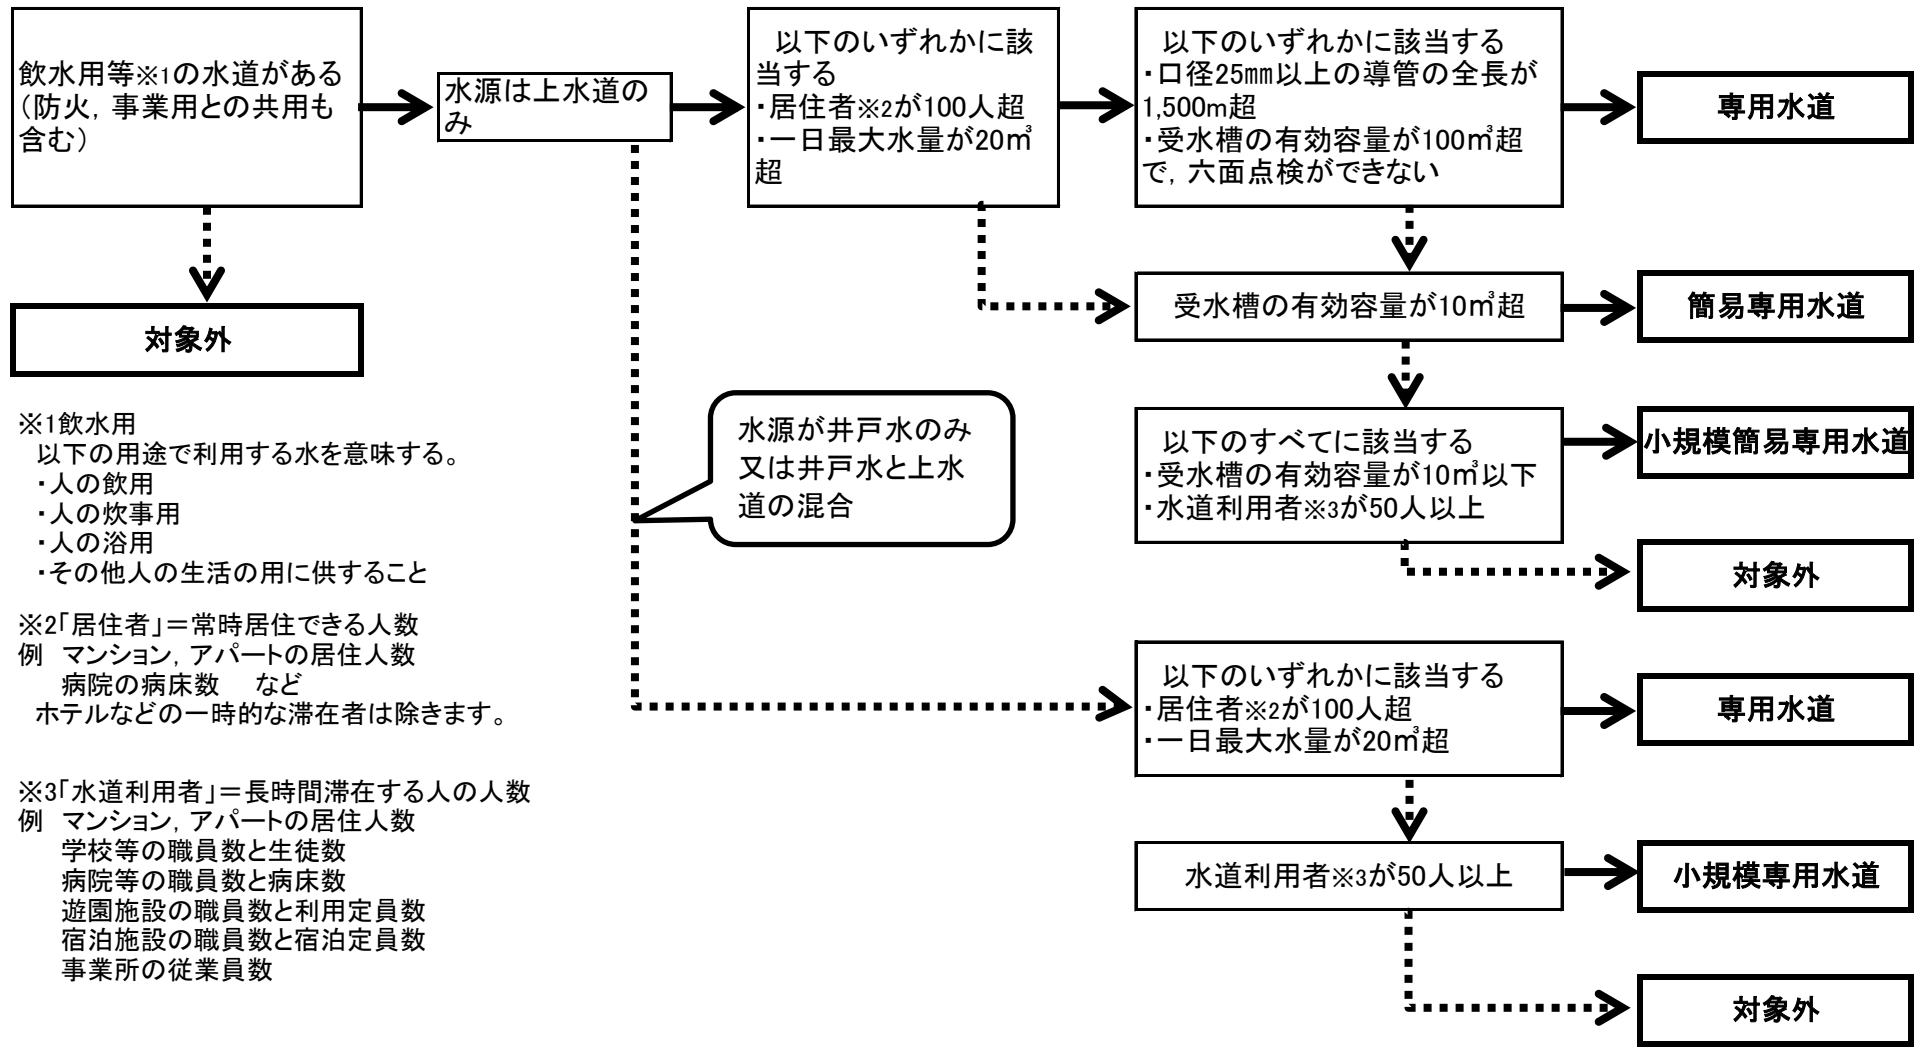 飲水用等※1の水道がある
（防火，事業用との共用も
含む）
水源は上水道の
み
以下のいずれかに該
当する
・居住者※2が100人超
・一日最大水量が20㎥
超
以下のいずれかに該当する
・口径25㎜以上の導管の全長が
1,500m超
・受水槽の有効容量が100㎥超
で，六面点検ができない
専用水道
対象外
受水槽の有効容量が10㎥超
簡易専用水道
水源が井戸水のみ
又は井戸水と上水
道の混合
以下のすべてに該当する
・受水槽の有効容量が10㎥以下
・水道利用者※3が50人以上
小規模簡易専用水道
対象外
※1飲水用
以下の用途で利用する水を意味する。
・人の飲用
・人の炊事用
・人の浴用
・その他人の生活の用に供すること
※2「居住者」＝常時居住できる人数
例　マンション，アパートの居住人数
病院の病床数　など
ホテルなどの一時的な滞在者は除きます。
※3「水道利用者」＝長時間滞在する人の人数
例　マンション，アパートの居住人数
学校等の職員数と生徒数
病院等の職員数と病床数
遊園施設の職員数と利用定員数
宿泊施設の職員数と宿泊定員数
事業所の従業員数
以下のいずれかに該当する
・居住者※2が100人超
・一日最大水量が20㎥超
専用水道
水道利用者※3が50人以上
小規模専用水道
対象外